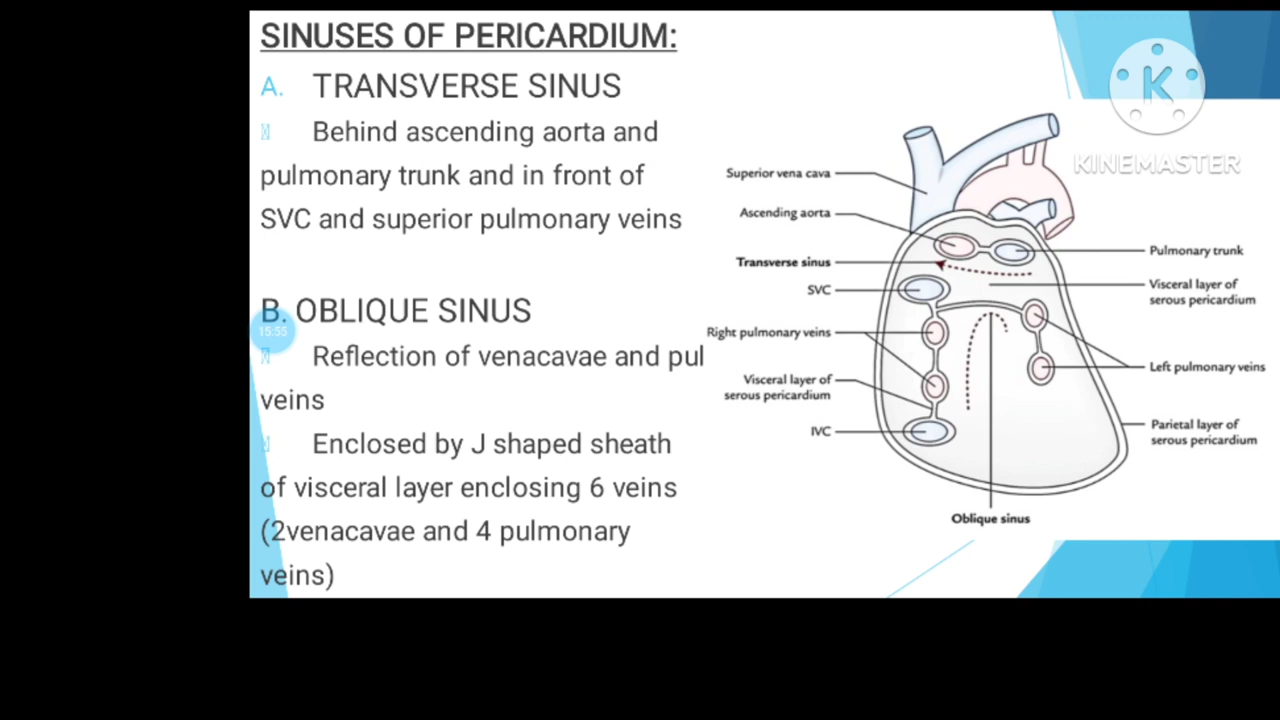 SINUSES OF PERICARDIUM:
A. TRANSVERSE SINUS
Behind ascending aorta and
pulmonary trunk and in front of
SVC and superior pulmonary veins
B. OBLIQUE SINUS
15:55
Reflection of venacavae and pul
veins
Enclosed by J shaped sheath
of visceral layer enclosing 6 veins
(2venacavae and 4 pulmonary
veins)
K
KINEMASTER
Superior vena cava
Ascending aorta
Transverse sinus
SVC
Right pulmonary veins
Visceral layer of
serous pericardium
IVC
Pulmonary trunk
Visceral layer of
serous pericardium
Left pulmonary veins
Parietal layer of
serous pericardium
Oblique sinus